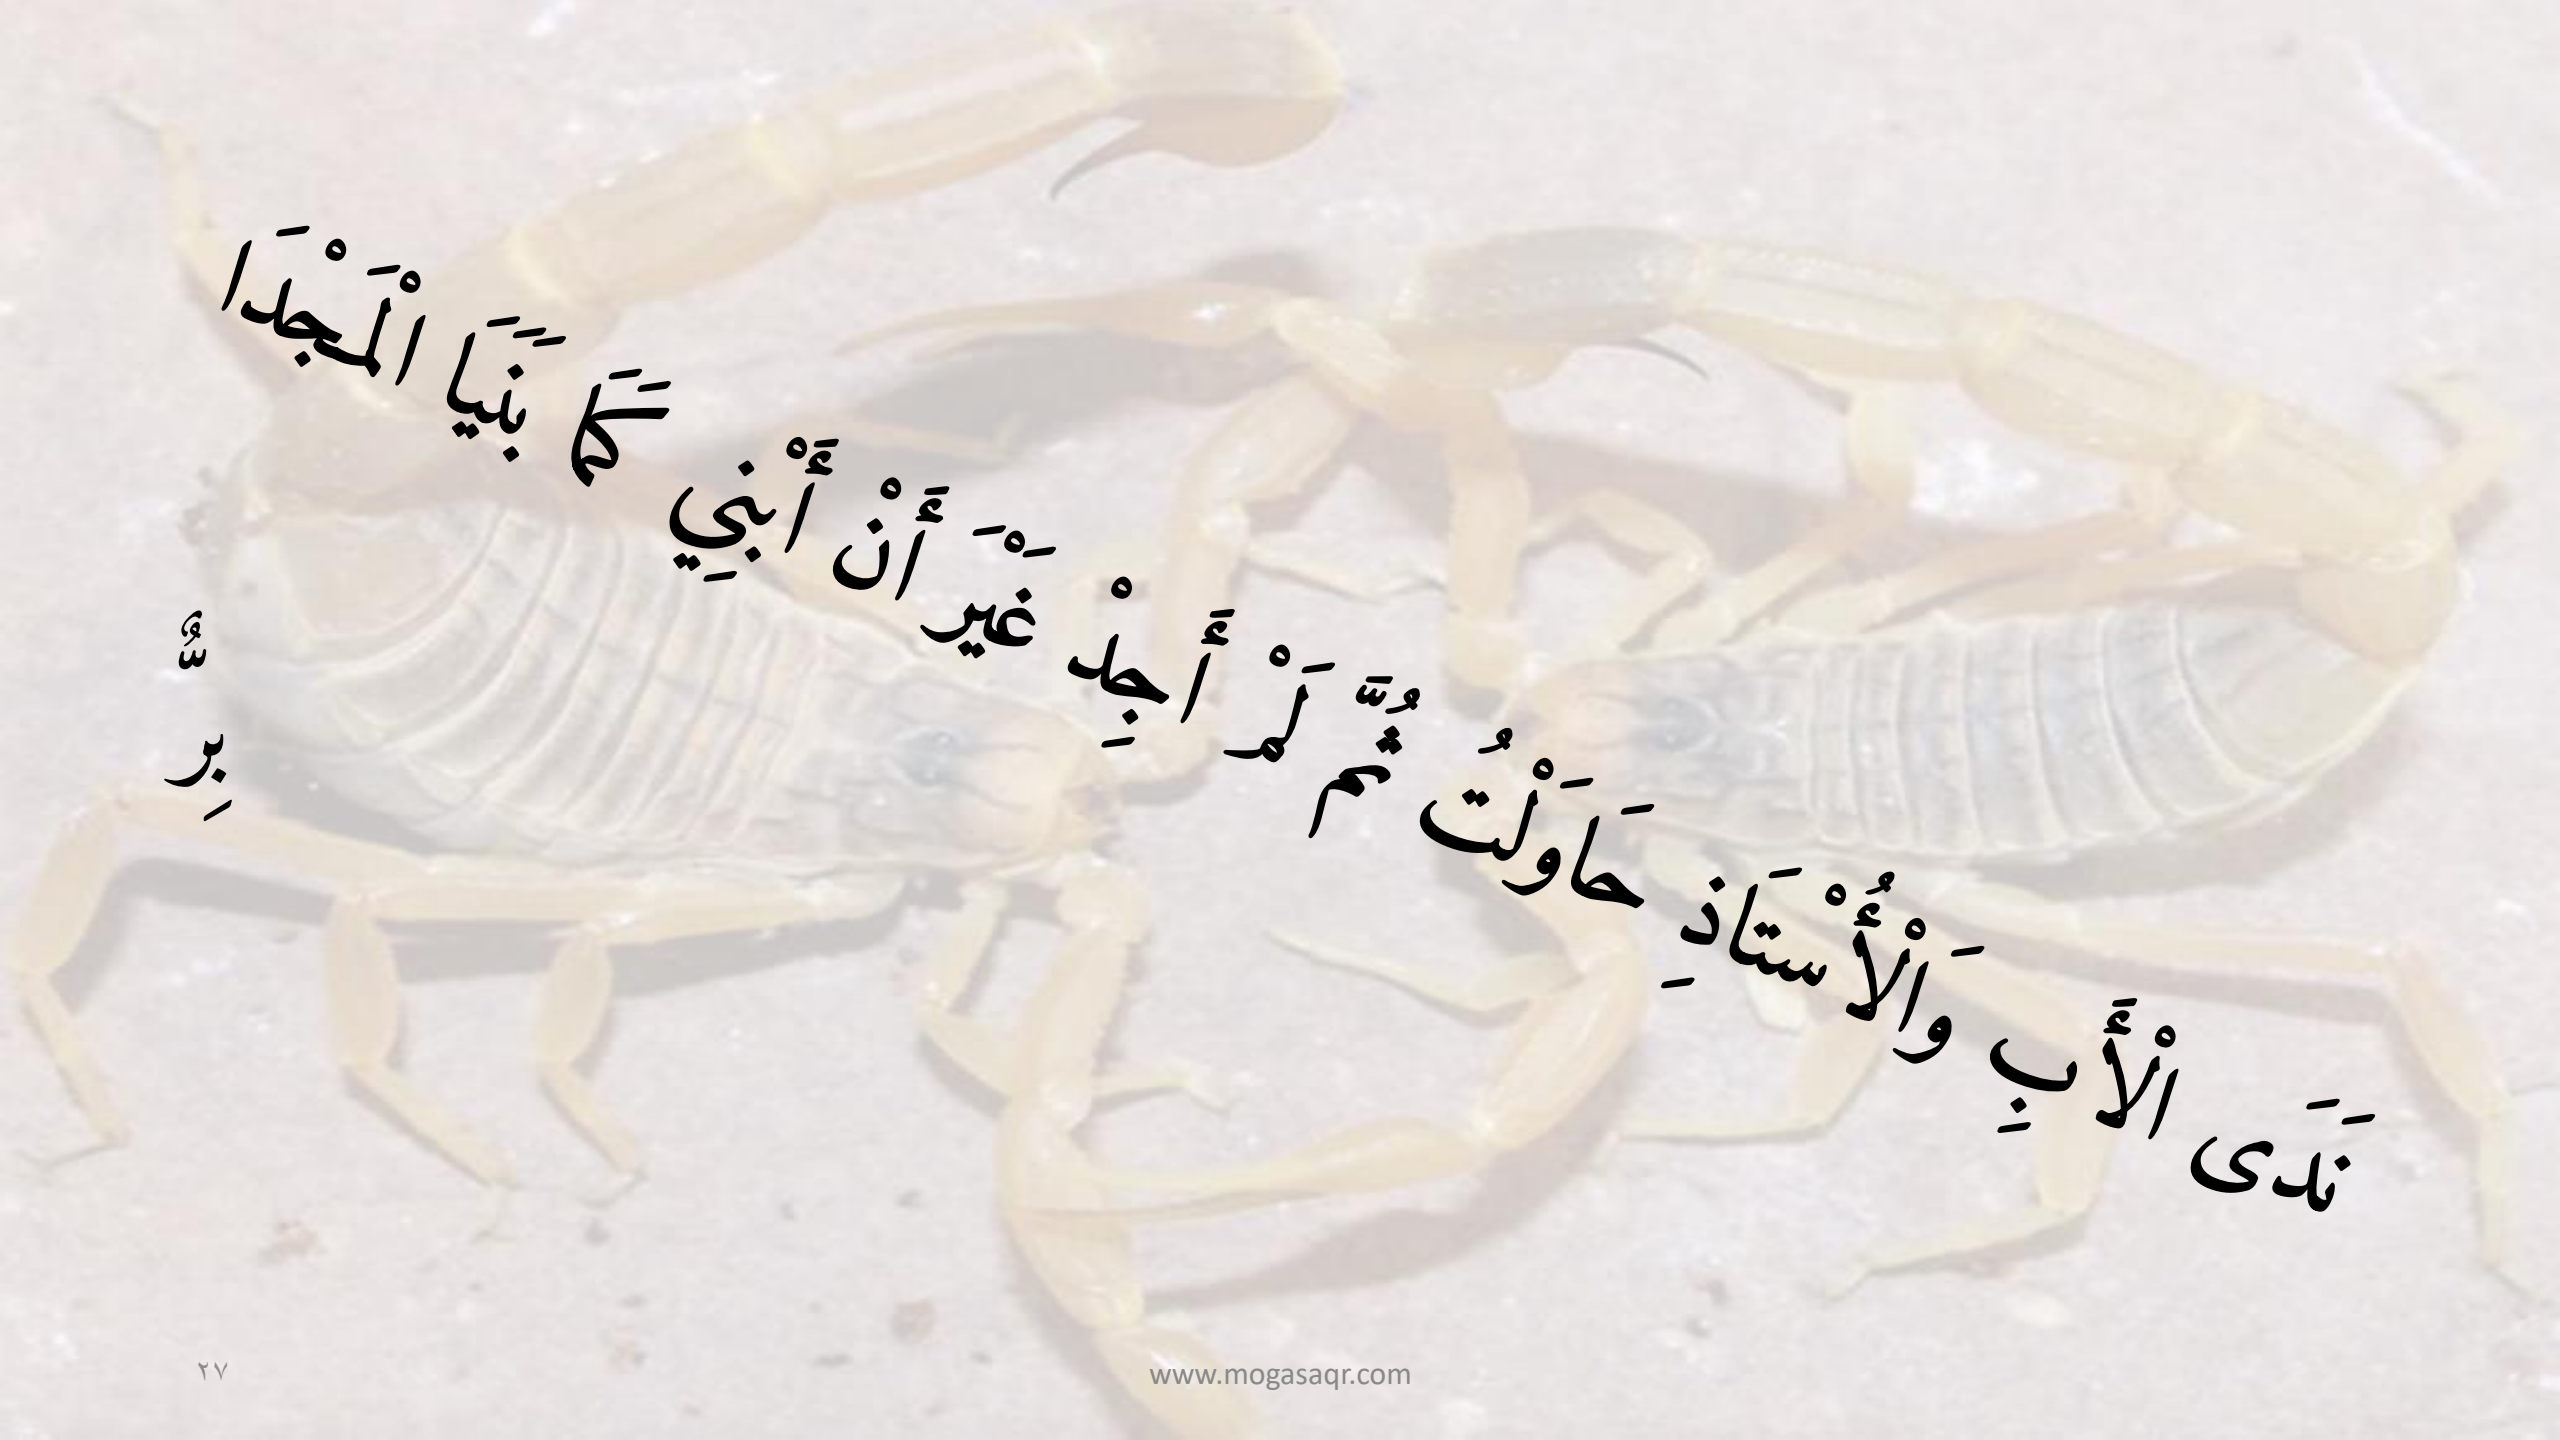 بِرٌّ
نَدَى الْأَبِ وَالْأُسْتَاذِ حَاوَلْتُ ثُمَّ لَمْ أَجِدْ غَيْرَ أَنْ أَبْنِي كَمَا بَنَيَا الْمَجْدَا
www.mogasaqr.com
٢٧